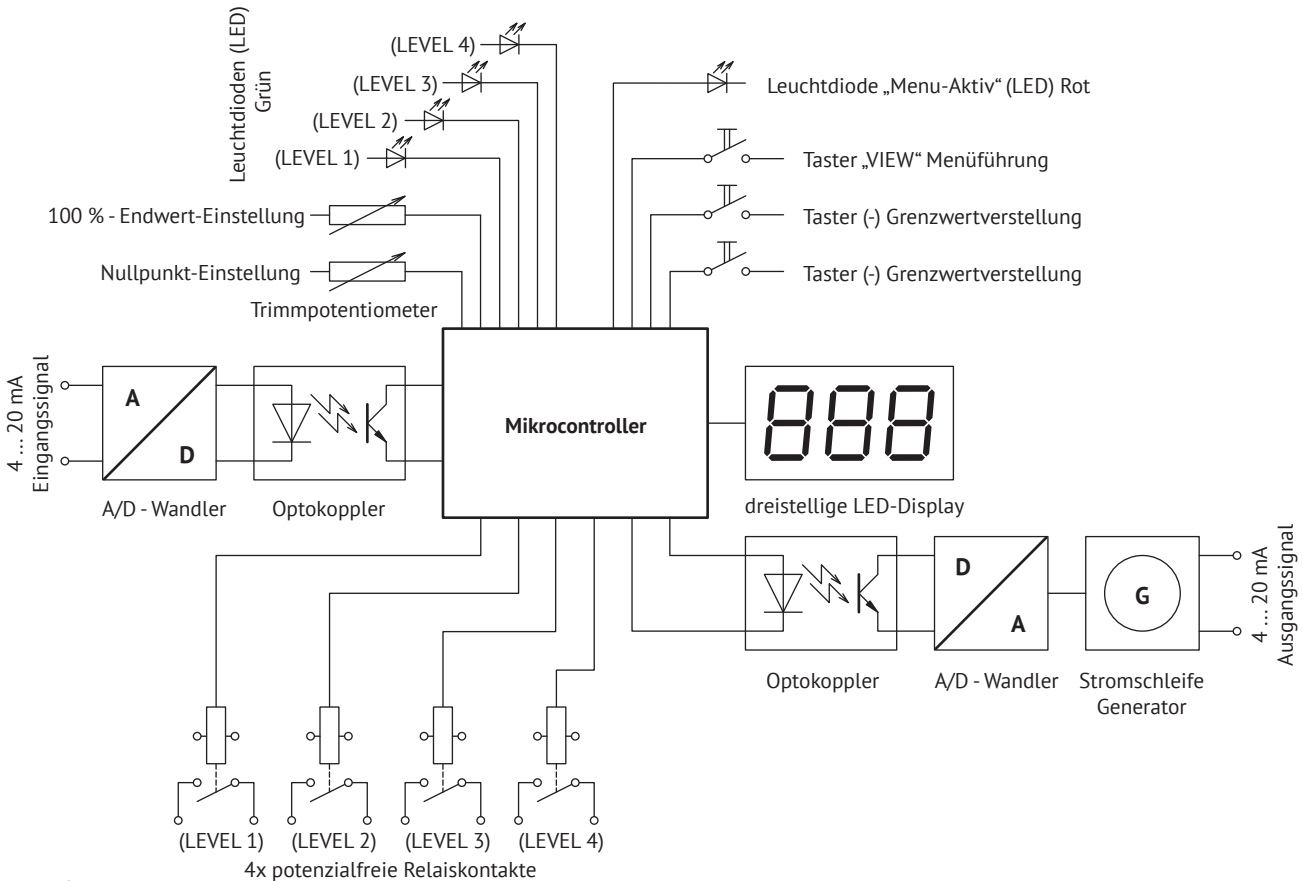 Leuchtdioden (LED)
Grün
(LEVEL 4)
(LEVEL 3)
(LEVEL 2)
(LEVEL 1)
100 % - Endwert-Einstellung
Nullpunkt-Einstellung
Trimmpotentiometer
Leuchtdiode „Menu-Aktiv“ (LED) Rot
Taster „VIEW“ Menüführung
Taster (-) Grenzwertverstellung
Taster (-) Grenzwertverstellung
4 ... 20 mA
Eingangssignal
A
D
A/D - Wandler
Optokoppler
Mikrocontroller
888
dreistellige LED-Display
Optokoppler
D
A
A/D - Wandler
G
Stromschleife
Generator
4 ... 20 mA
Ausgangssignal
(LEVEL 1)
(LEVEL 2)
(LEVEL 3)
(LEVEL 4)
4x potenzialfreie Relaiskontakte